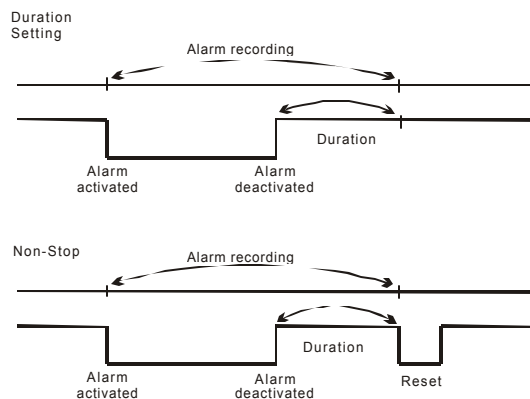 Duration
Setting
Alarm recording
Duration
Alarm
activated
Alarm
deactivated
Non-Stop
Alarm recording
Duration
Alarm
activated
Alarm
deactivated
Reset